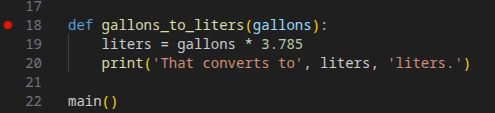 17
18 def gallons_to_liters(gallons):
19     liters = gallons * 3.785
20     print('That converts to', liters, 'liters.')
21
22 main()